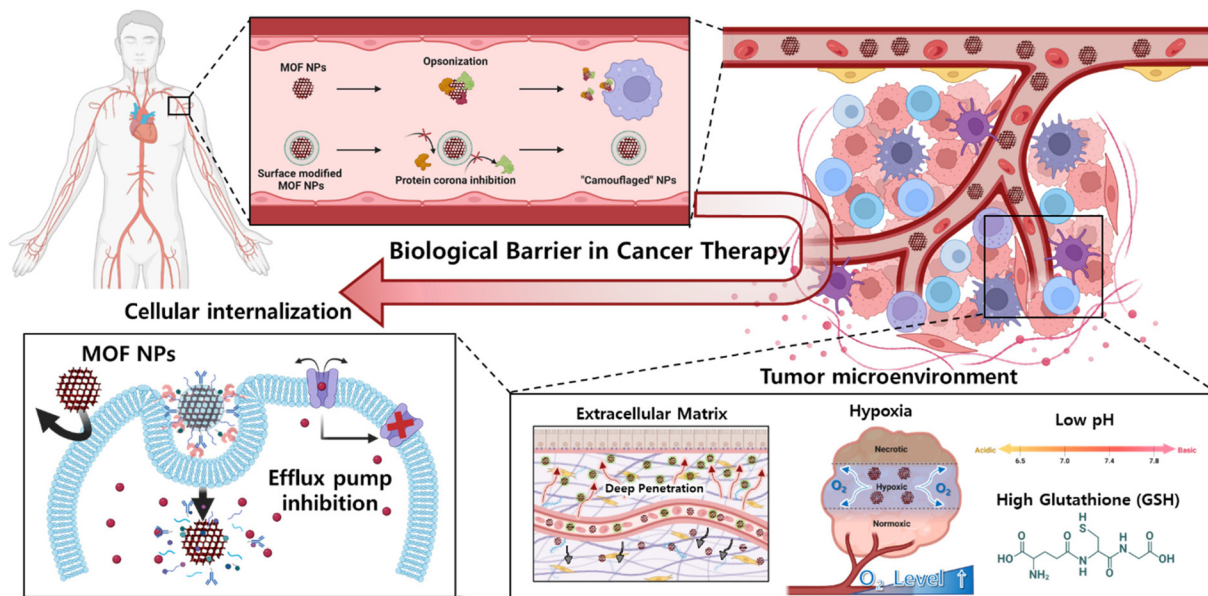 MOF NPs
Opsonization
Surface modified
MOF NPs
Protein corona inhibition
"Camouflaged" NPs
Biological Barrier in Cancer Therapy
Cellular internalization
MOF NPs
Efflux pump
inhibition
Tumor microenvironment
Extracellular Matrix
Deep Penetration
Hypoxia
Necrotic
O₂
Hypoxic
O₂
Normoxic
O₂ Level ↑
Low pH
Acidic
Basic
6.5 7.0 7.4 7.8
High Glutathione (GSH)
H
S
O
O
O
HO
NH₂
N
H
O
H
N
OH